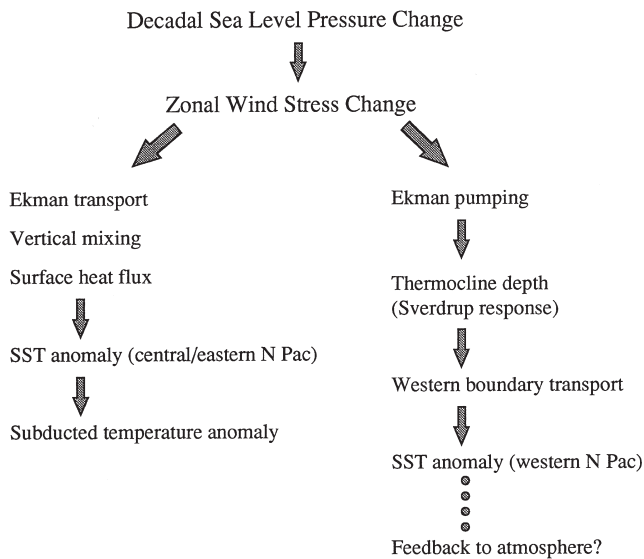 Decadal Sea Level Pressure Change
Zonal Wind Stress Change
Ekman transport
Vertical mixing
Surface heat flux
SST anomaly (central/eastern N Pac)
Subducted temperature anomaly
Ekman pumping
Thermocline depth
(Sverdrup response)
Western boundary transport
SST anomaly (western N Pac)
Feedback to atmosphere?